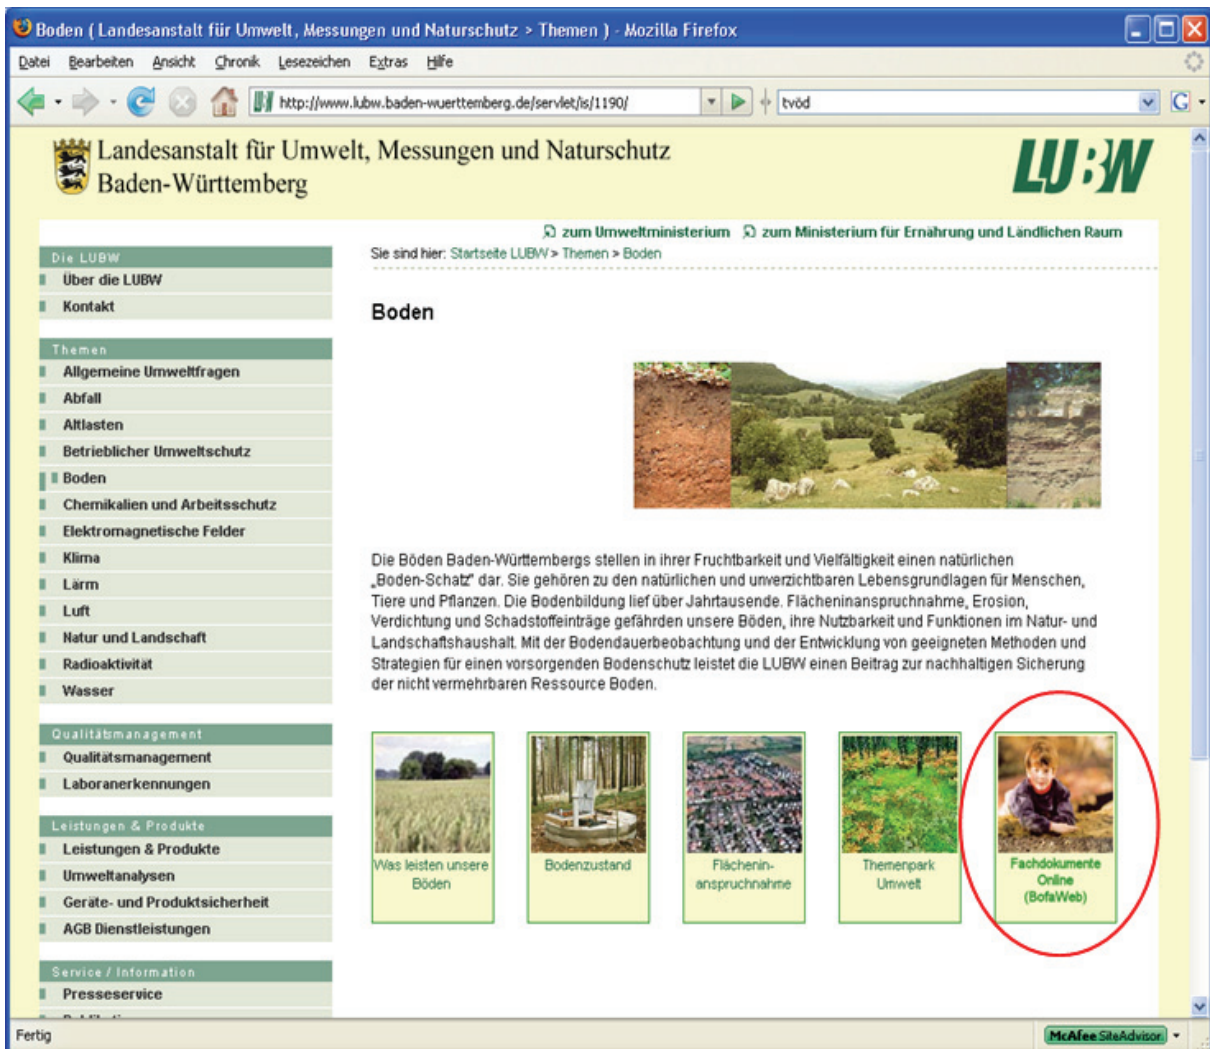 Boden ( Landesanstalt für Umwelt, Messungen und Naturschutz > Themen ) - Mozilla Firefox
Datei Bearbeiten Ansicht Chronik Lesezeichen Extras Hilfe
http://www.lubw.baden-wuerttemberg.de/servlet/is/1190/
tvöd
G
Landesanstalt für Umwelt, Messungen und Naturschutz
Baden-Württemberg
LUBW
zum Umweltministerium zum Ministerium für Ernährung und Ländlichen Raum
Sie sind hier: Startseite LUBW > Themen > Boden
Die LUBW
Über die LUBW
Kontakt
Themen
Allgemeine Umweltfragen
Abfall
Altlasten
Betrieblicher Umweltschutz
Boden
Chemikalien und Arbeitsschutz
Elektromagnetische Felder
Klima
Lärm
Luft
Natur und Landschaft
Radioaktivität
Wasser
Qualitätsmanagement
Qualitätsmanagement
Laboranerkennungen
Leistungen & Produkte
Leistungen & Produkte
Umweltanalysen
Geräte- und Produktsicherheit
AGB Dienstleistungen
Service / Information
Presseservice
Boden
Die Böden Baden-Württembergs stellen in ihrer Fruchtbarkeit und Vielfältigkeit einen natürlichen
„Boden-Schatz" dar. Sie gehören zu den natürlichen und unverzichtbaren Lebensgrundlagen für Menschen,
Tiere und Pflanzen. Die Bodenbildung lief über Jahrtausende. Flächeninanspruchnahme, Erosion,
Verdichtung und Schadstoffeinträge gefährden unsere Böden, ihre Nutzbarkeit und Funktionen im Natur- und
Landschaftshaushalt. Mit der Bodendauerbeobachtung und der Entwicklung von geeigneten Methoden und
Strategien für einen vorsorgenden Bodenschutz leistet die LUBW einen Beitrag zur nachhaltigen Sicherung
der nicht vermehrbaren Ressource Boden.
Was leisten unsere
Böden
Bodenzustand
Flächenin-
anspruchnahme
Themenpark
Umwelt
Fachdokumente
Online
(BofaWeb)
Fertig
McAfee SiteAdvisor